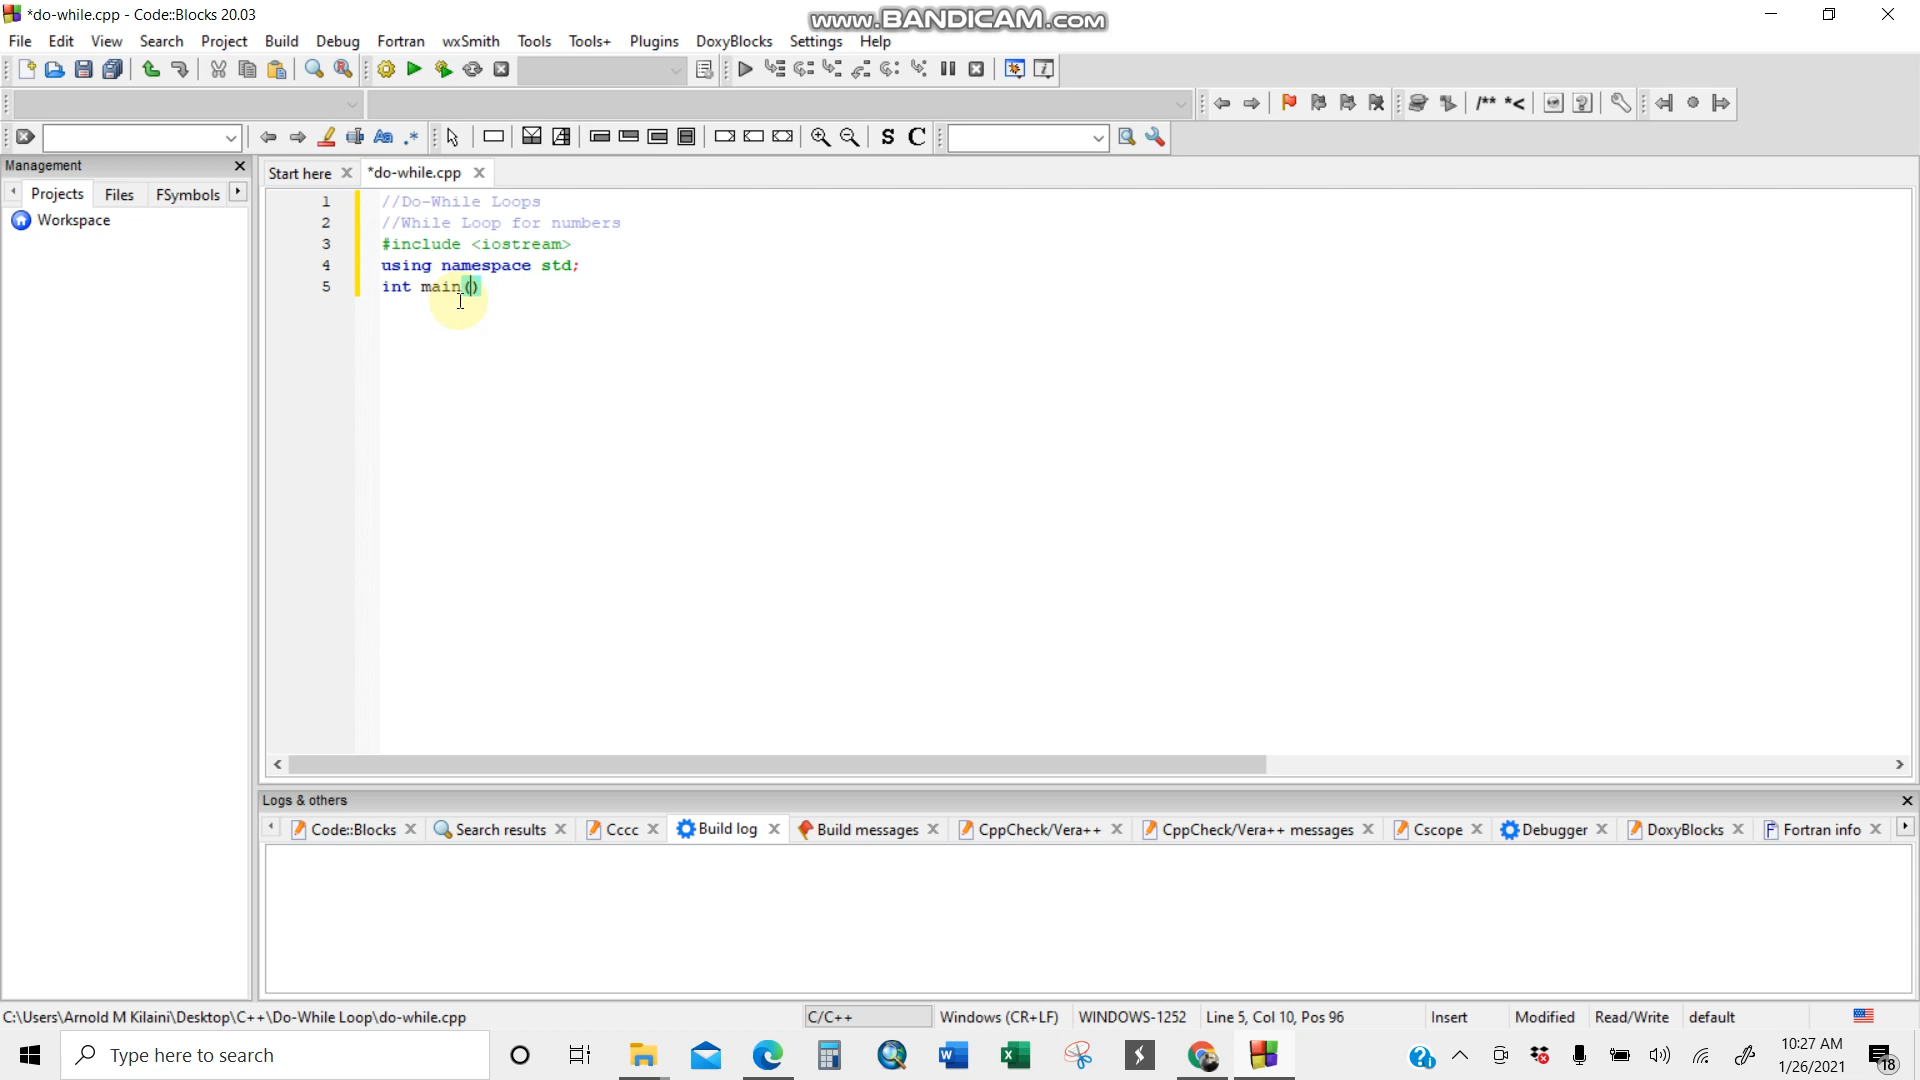 *do-while.cpp - Code::Blocks 20.03
www.BANDICAM.com
File Edit View Search Project Build Debug Fortran wxSmith Tools Tools+ Plugins DoxyBlocks Settings Help
/** *<
Aa .* S C
Management
Start here *do-while.cpp
Projects Files FSymbols
Workspace
1 //Do-While Loops
2 //While Loop for numbers
3 #include <iostream>
4 using namespace std;
5 int main()
Logs & others
Code::Blocks Search results Cccc Build log Build messages CppCheck/Vera++ CppCheck/Vera++ messages Cscope Debugger DoxyBlocks Fortran info
C:\Users\Arnold M Kilaini\Desktop\C++\Do-While Loop\do-while.cpp C/C++ Windows (CR+LF) WINDOWS-1252 Line 5, Col 10, Pos 96 Insert Modified Read/Write default
Type here to search
10:27 AM
1/26/2021
18